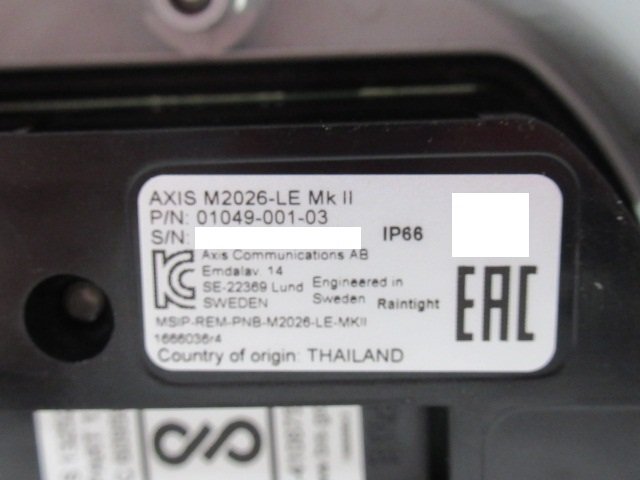 AXIS M2026-LE Mk II
P/N: 01049-001-03
S/N:
IP66
Axis Communications AB
Emdalav. 14
SE-22369 Lund
SWEDEN
Engineered in
Sweden
Raintight
EAC
MSIP-REM-PNB-M2026-LE-MKII
1666036r4
Country of origin: THAILAND